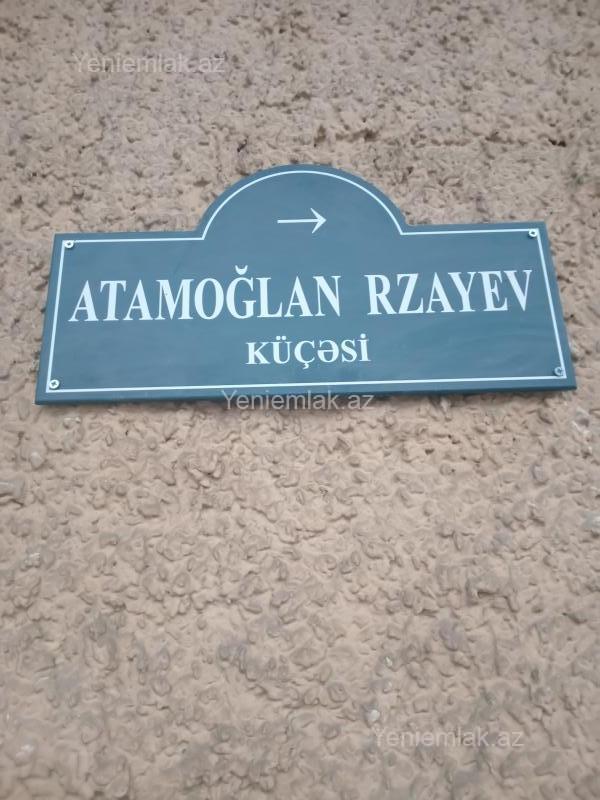 Yeniemlak.az
→
ATAMOĞLAN RZAYEV
KÜÇƏSİ
Yeniemlak.az
Yeniemlak.az